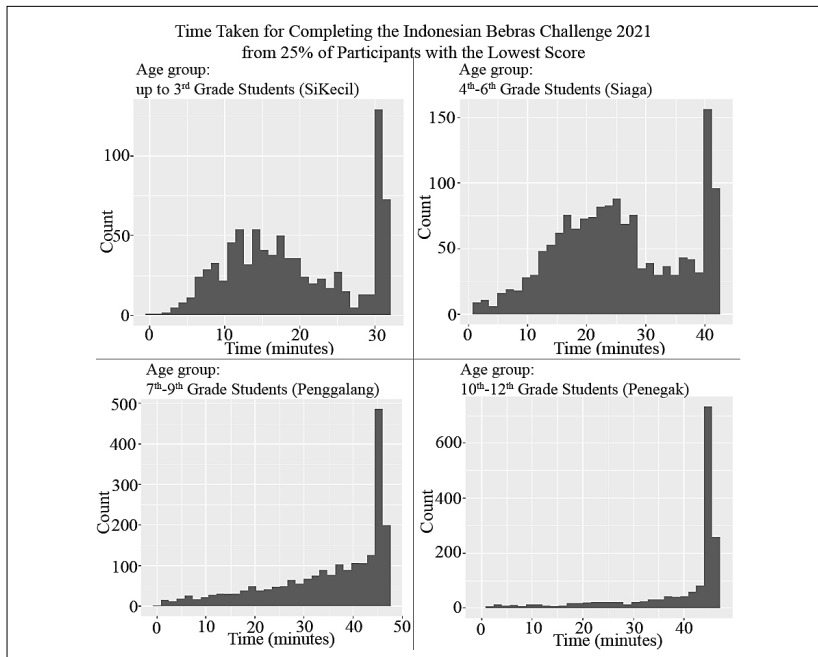 Time Taken for Completing the Indonesian Bebras Challenge 2021
from 25% of Participants with the Lowest Score
Age group:
up to 3rd Grade Students (SiKecil)
100
50
0
Count
0 10 20 30
Time (minutes)
Age group:
4th-6th Grade Students (Siaga)
150
100
50
0
Count
0 10 20 30 40
Time (minutes)
Age group:
7th-9th Grade Students (Penggalang)
500
400
300
200
100
0
Count
0 10 20 30 40 50
Time (minutes)
Age group:
10th-12th Grade Students (Penegak)
600
400
200
0
Count
0 10 20 30 40
Time (minutes)